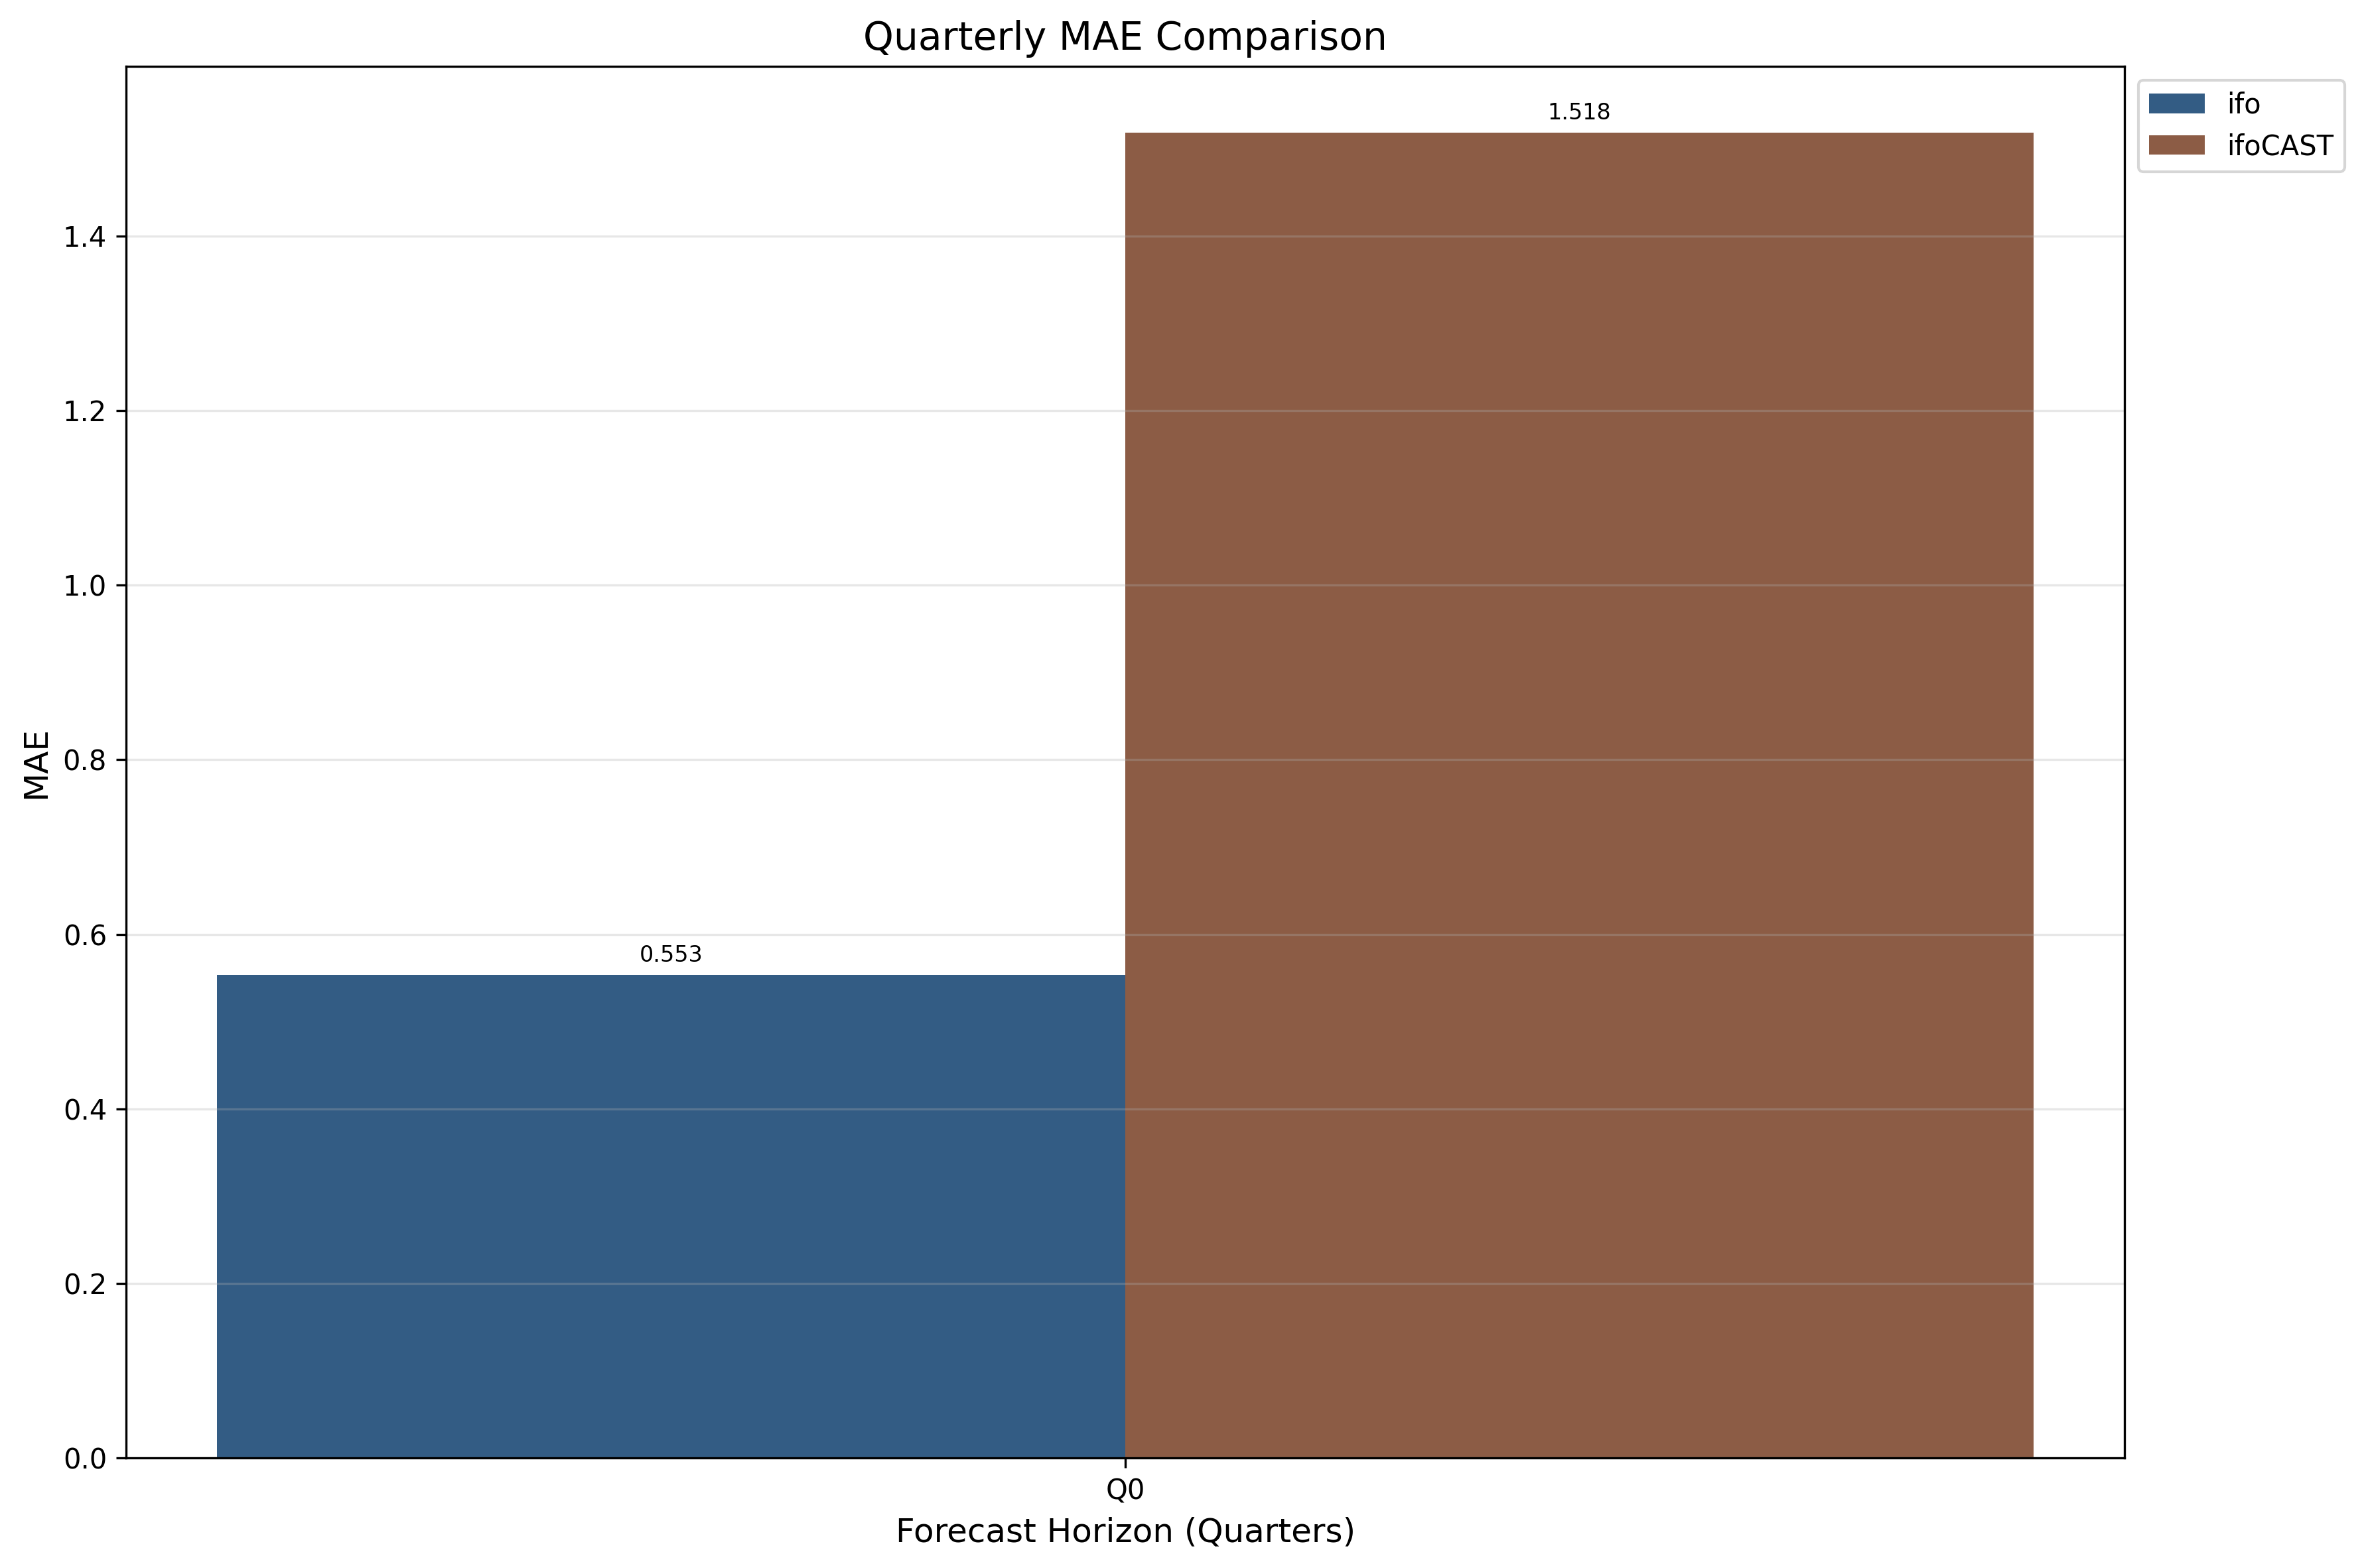 Quarterly MAE Comparison
ifo
ifoCAST
1.518
0.553
MAE
1.4
1.2
1.0
0.8
0.6
0.4
0.2
0.0
Q0
Forecast Horizon (Quarters)